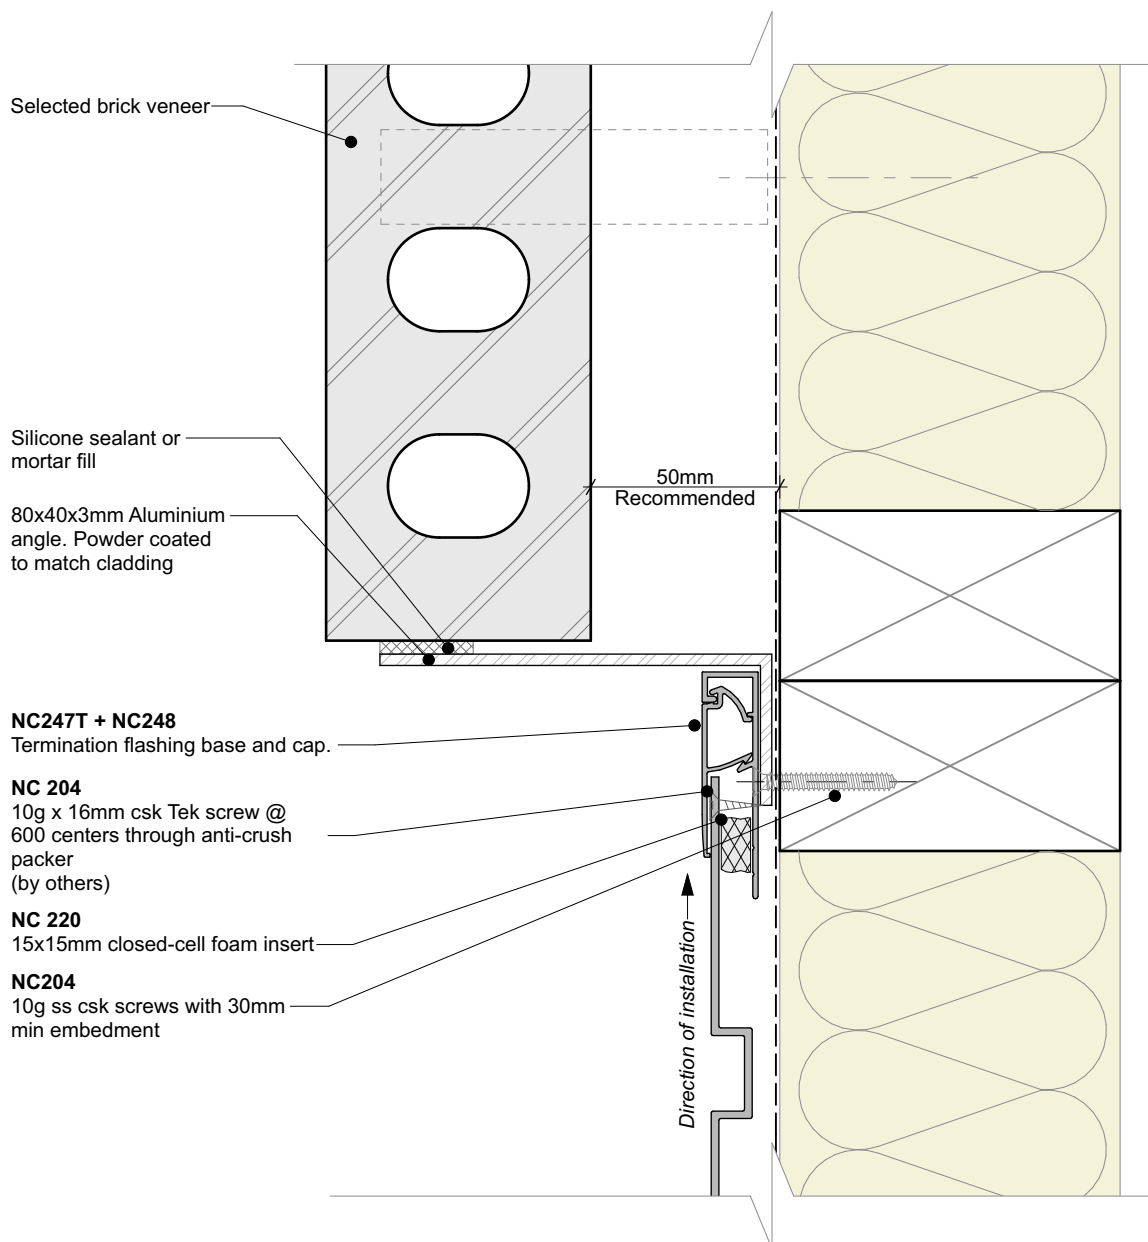 Selected brick veneer
Silicone sealant or
mortar fill
50mm
Recommended
80x40x3mm Aluminium
angle. Powder coated
to match cladding
NC247T + NC248
Termination flashing base and cap.
NC 204
10g x 16mm csk Tek screw @
600 centers through anti-crush
packer
(by others)
NC 220
15x15mm closed-cell foam insert
NC204
10g ss csk screws with 30mm
min embedment
Direction of installation